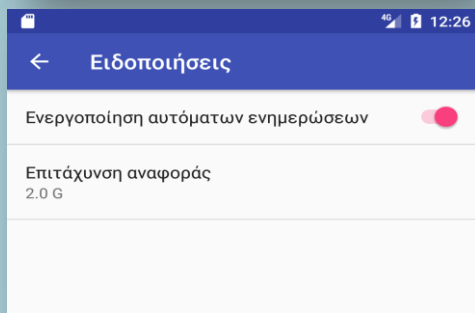 4G 12:26
Ειδοποιήσεις
Ενεργοποίηση αυτόματων ενημερώσεων
Επιτάχυνση αναφοράς
2.0 G